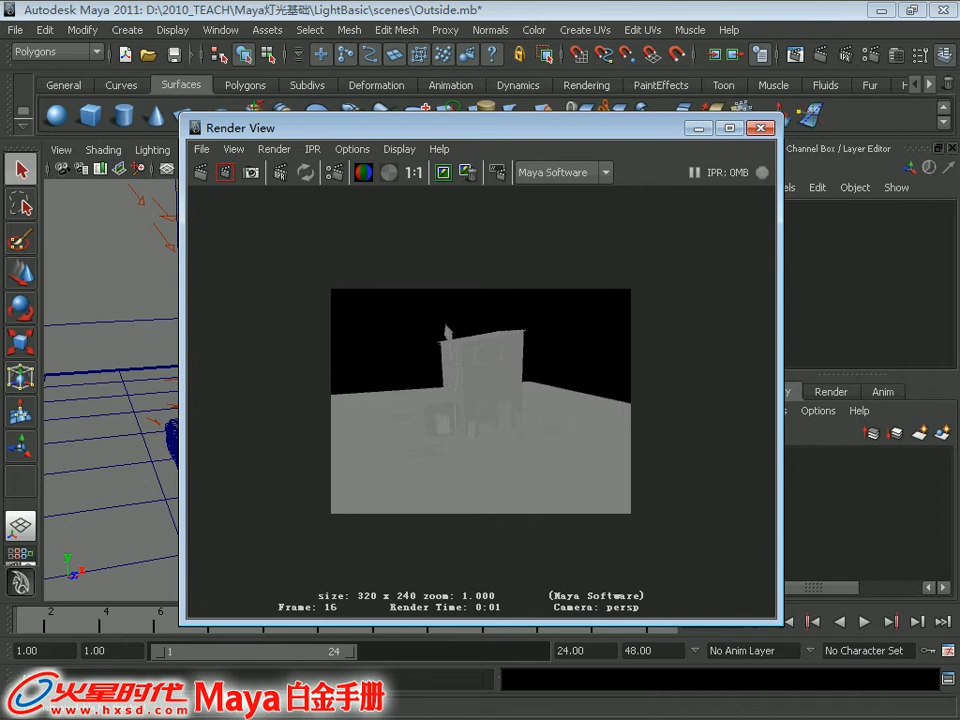 Autodesk Maya 2011: D:\2010_TEACH\Maya灯光基础\LightBasic\scenes\Outside.mb*
File Edit Modify Create Display Window Assets Select Mesh Edit Mesh Proxy Normals Color Create UVs Edit UVs Muscle Help
Polygons
General Curves Surfaces Polygons Subdivs Deformation Animation Dynamics Rendering PaintEffects Toon Muscle Fluids Fur H
Render View
View Shading Lighting
File View Render IPR Options Display Help
Channel Box / Layer Editor
1:1 Maya Software IPR: 0MB
els Edit Object Show
y Render Anim
s Options Help
size: 320 x 240 zoom: 1.000 (Maya Software)
Frame: 16 Render Time: 0:01 Camera: persp
2 4 6
1.00 1.00 1 24 24.00 48.00 No Anim Layer No Character Set
火星时代 Maya 白金手册
www.hxsd.com